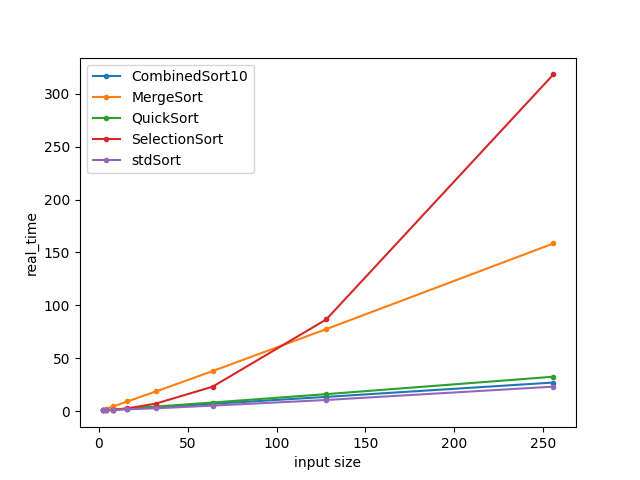 CombinedSort10
MergeSort
QuickSort
SelectionSort
stdSort
real_time
300
250
200
150
100
50
0
0 50 100 150 200 250
input size